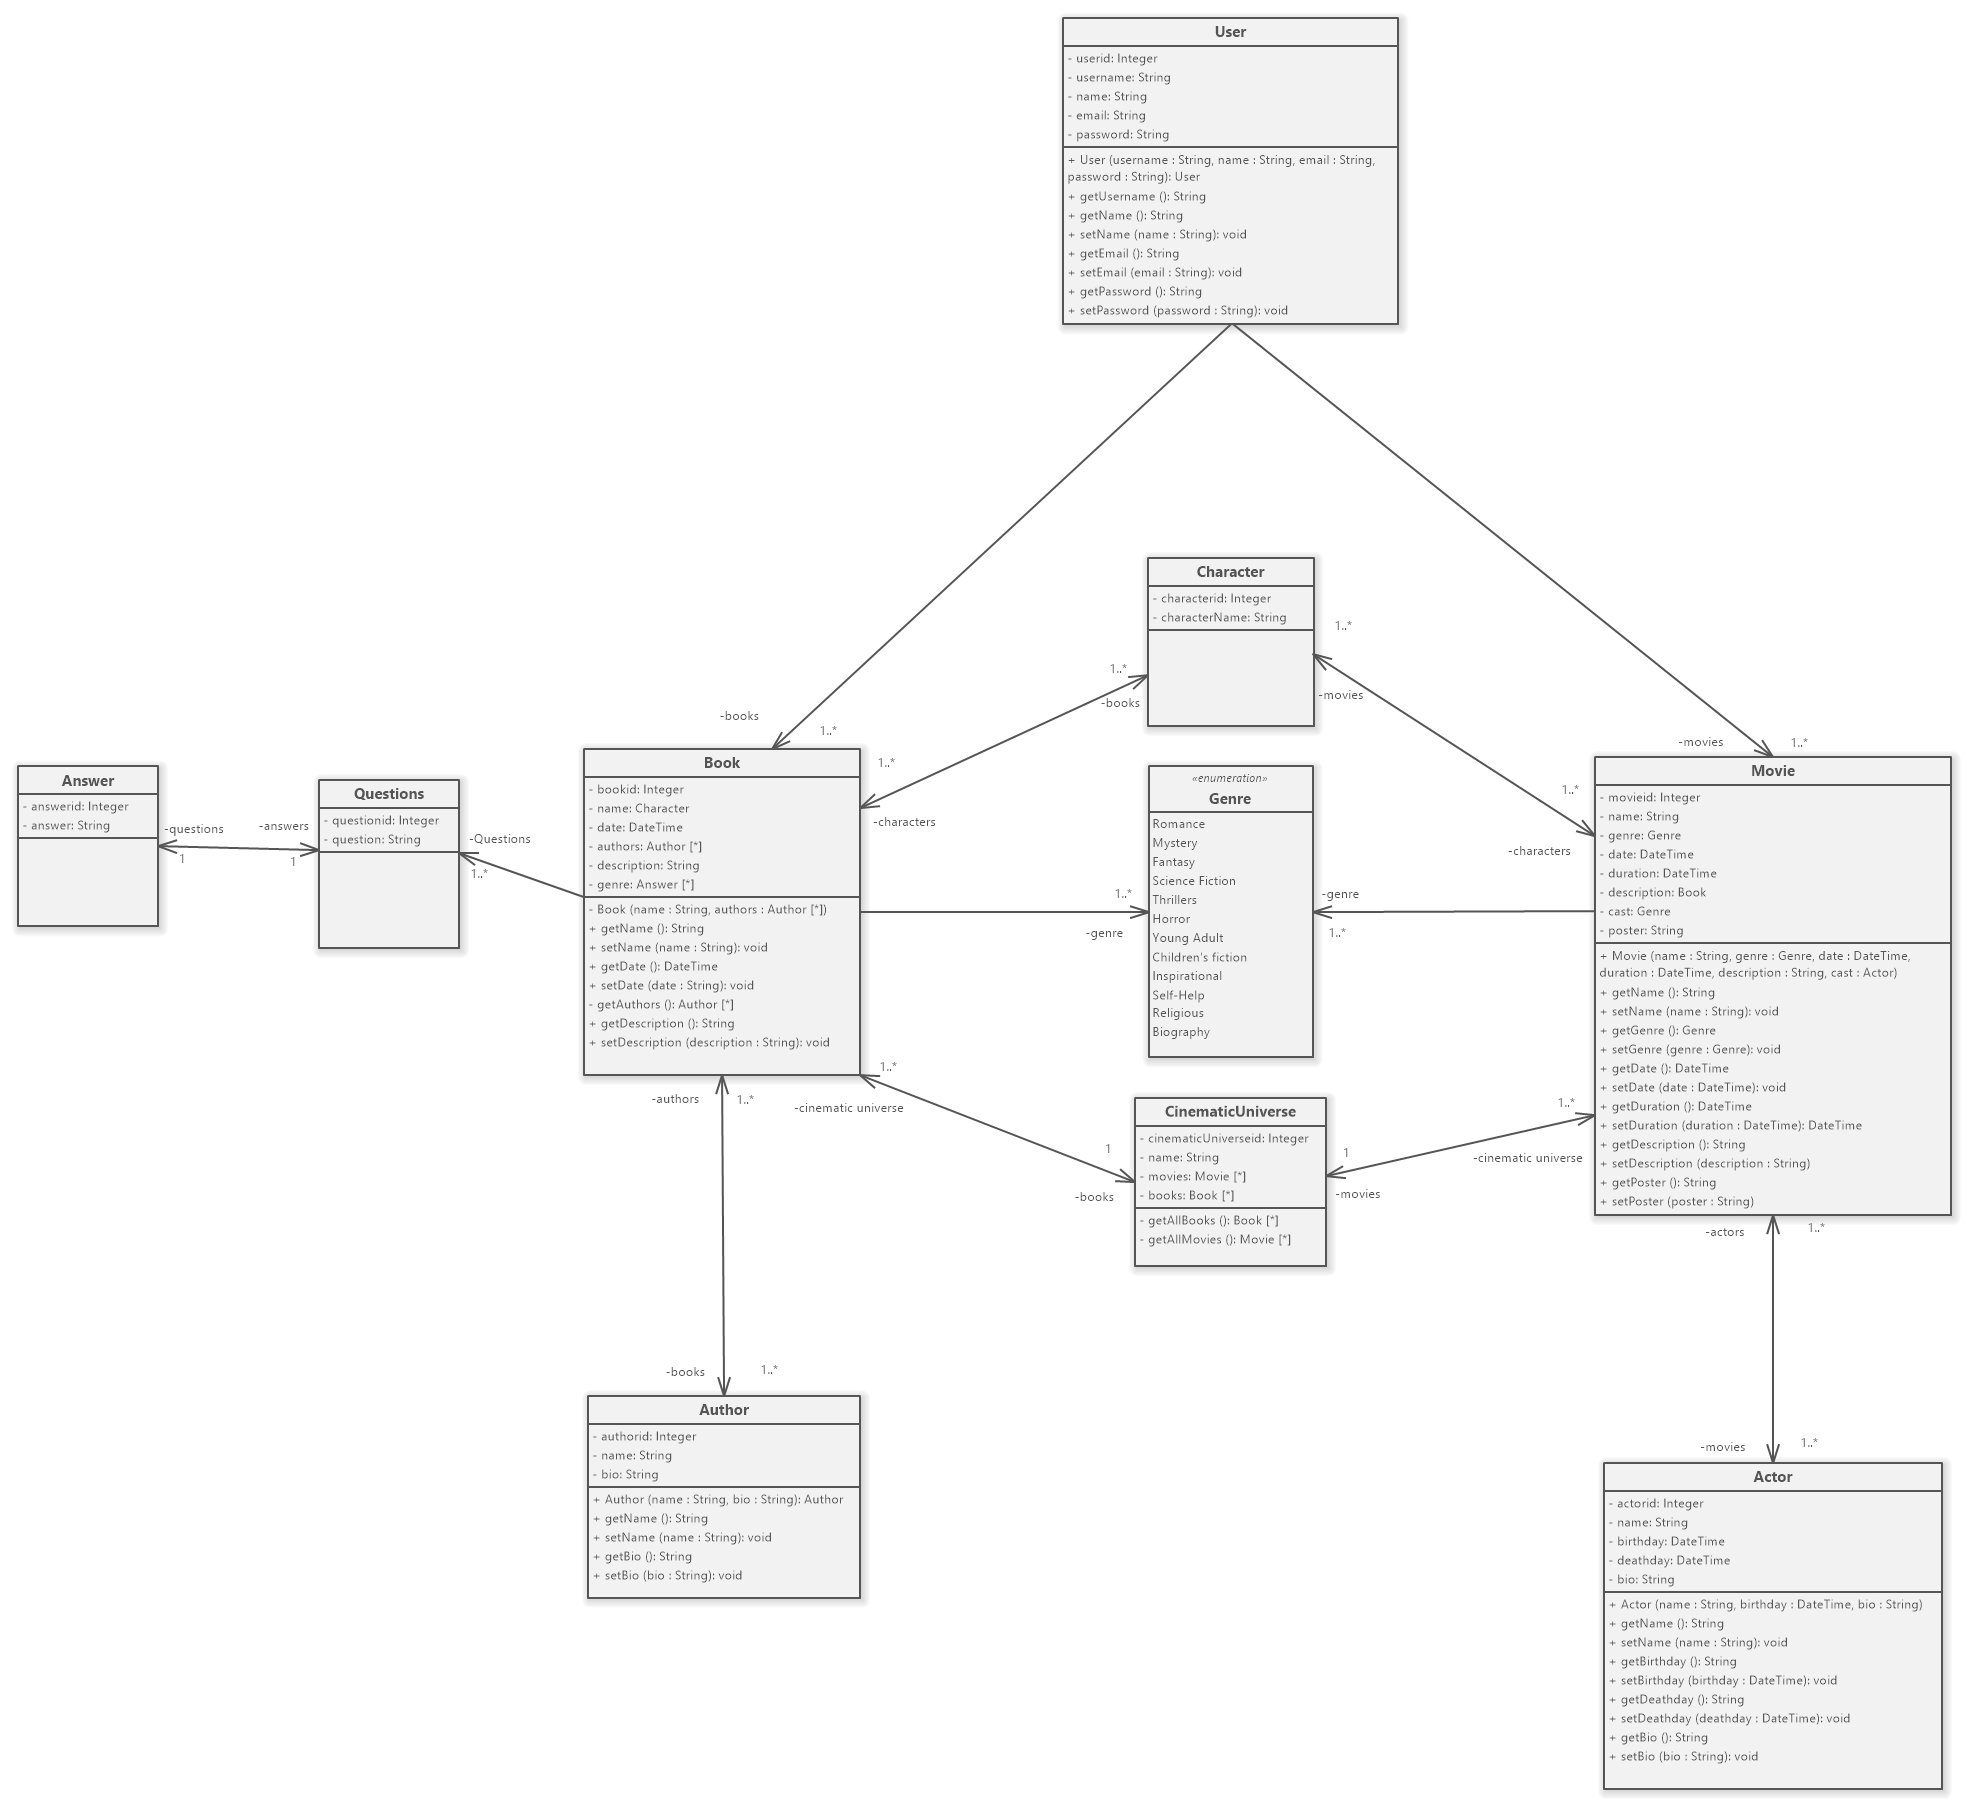 User
- userid: Integer
- username: String
- name: String
- email: String
- password: String
+ User (username : String, name : String, email : String,
password : String): User
+ getUsername (): String
+ getName (): String
+ setName (name : String): void
+ getEmail (): String
+ setEmail (email : String): void
+ getPassword (): String
+ setPassword (password : String): void
-books
1..*
-movies
1..*
Character
- characterid: Integer
- characterName: String
1..*
-books
1..*
-characters
1..*
-movies
1..*
-characters
Answer
- answerid: Integer
- answer: String
-questions
1
-answers
1
Questions
- questionid: Integer
- question: String
-Questions
1..*
Book
- bookid: Integer
- name: Character
- date: DateTime
- authors: Author [*]
- description: String
- genre: Answer [*]
- Book (name : String, authors : Author [*])
+ getName (): String
+ setName (name : String): void
+ getDate (): DateTime
+ setDate (date : String): void
- getAuthors (): Author [*]
+ getDescription (): String
+ setDescription (description : String): void
1..*
-genre
«enumeration»
Genre
Romance
Mystery
Fantasy
Science Fiction
Thrillers
Horror
Young Adult
Children's fiction
Inspirational
Self-Help
Religious
Biography
-genre
1..*
Movie
- movieid: Integer
- name: String
- genre: Genre
- date: DateTime
- duration: DateTime
- description: Book
- cast: Genre
- poster: String
+ Movie (name : String, genre : Genre, date : DateTime,
duration : DateTime, description : String, cast : Actor)
+ getName (): String
+ setName (name : String): void
+ getGenre (): Genre
+ setGenre (genre : Genre): void
+ getDate (): DateTime
+ setDate (date : DateTime): void
+ getDuration (): DateTime
+ setDuration (duration : DateTime): DateTime
+ getDescription (): String
+ setDescription (description : String)
+ getPoster (): String
+ setPoster (poster : String)
1..*
-cinematic universe
1
-books
CinematicUniverse
- cinematicUniverseid: Integer
- name: String
- movies: Movie [*]
- books: Book [*]
- getAllBooks (): Book [*]
- getAllMovies (): Movie [*]
1
-movies
1..*
-cinematic universe
-authors
1..*
-books
1..*
Author
- authorid: Integer
- name: String
- bio: String
+ Author (name : String, bio : String): Author
+ getName (): String
+ setName (name : String): void
+ getBio (): String
+ setBio (bio : String): void
-actors
1..*
-movies
1..*
Actor
- actorid: Integer
- name: String
- birthday: DateTime
- deathday: DateTime
- bio: String
+ Actor (name : String, birthday : DateTime, bio : String)
+ getName (): String
+ setName (name : String): void
+ getBirthday (): String
+ setBirthday (birthday : DateTime): void
+ getDeathday (): String
+ setDeathday (deathday : DateTime): void
+ getBio (): String
+ setBio (bio : String): void